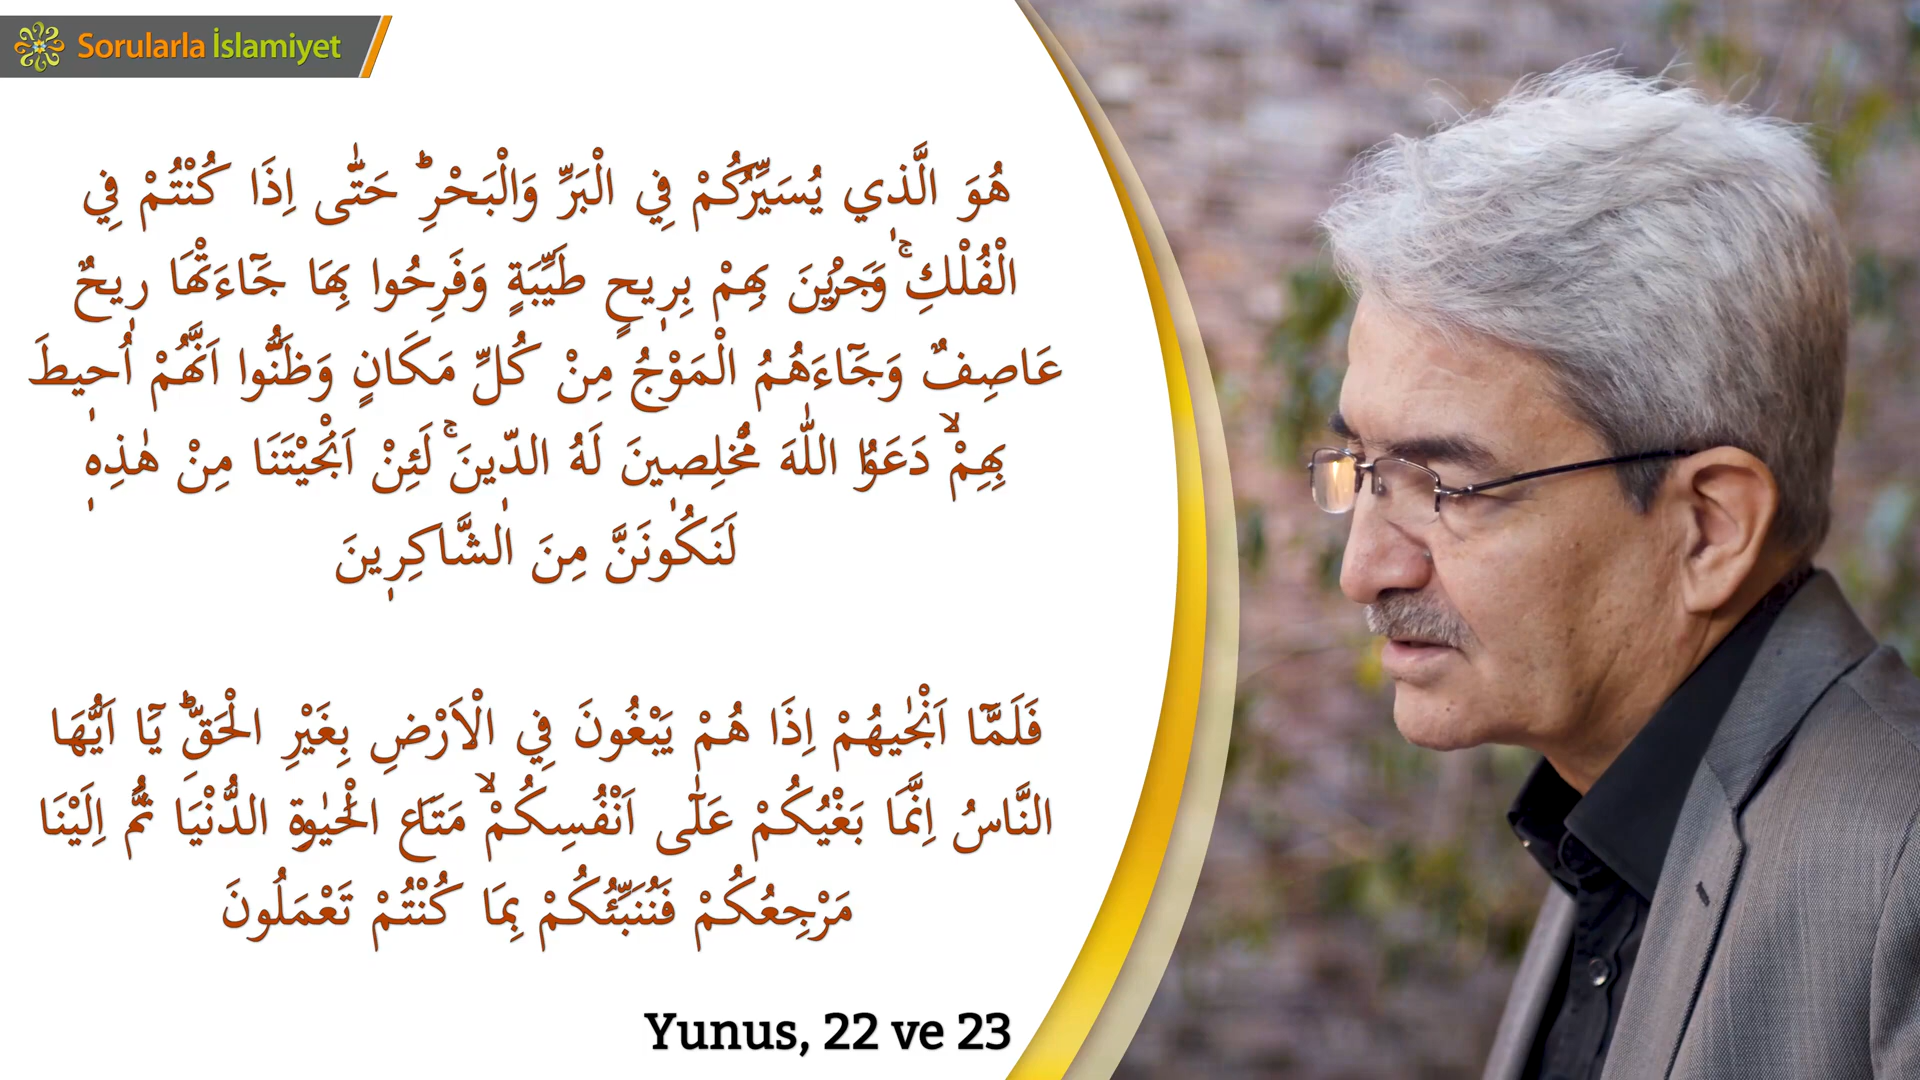 Sorularla İslamiyet
هُوَ الَّذ۪ي يُسَيِّرُكُمْ فِي الْبَرِّ وَالْبَحْرِۜ حَتّٰٓى اِذَا كُنْتُمْ فِي
الْفُلْكِۚ وَجَرَيْنَ بِهِمْ بِر۪يحٍ طَيِّبَةٍ وَفَرِحُوا بِهَا جَٓاءَتْهَا ر۪يحٌ
عَاصِفٌ وَجَٓاءَهُمُ الْمَوْجُ مِنْ كُلِّ مَكَانٍ وَظَنُّٓوا اَنَّهُمْ اُح۪يطَ
بِهِمْۙ دَعَوُا اللّٰهَ مُخْلِص۪ينَ لَهُ الدّ۪ينَۚ لَئِنْ اَنْجَيْتَنَا مِنْ هٰذِه۪
لَنَكُونَنَّ مِنَ الشَّاكِر۪ينَ
فَلَمَّٓا اَنْجٰيهُمْ اِذَا هُمْ يَبْغُونَ فِي الْاَرْضِ بِغَيْرِ الْحَقِّۜ يَٓا اَيُّهَا
النَّاسُ اِنَّمَا بَغْيُكُمْ عَلٰٓى اَنْفُسِكُمْۙ مَتَاعَ الْحَيٰوةِ الدُّنْيَاۘ ثُمَّ اِلَيْنَا
مَرْجِعُكُمْ فَنُنَبِّئُكُمْ بِمَا كُنْتُمْ تَعْمَلُونَ
Yunus, 22 ve 23